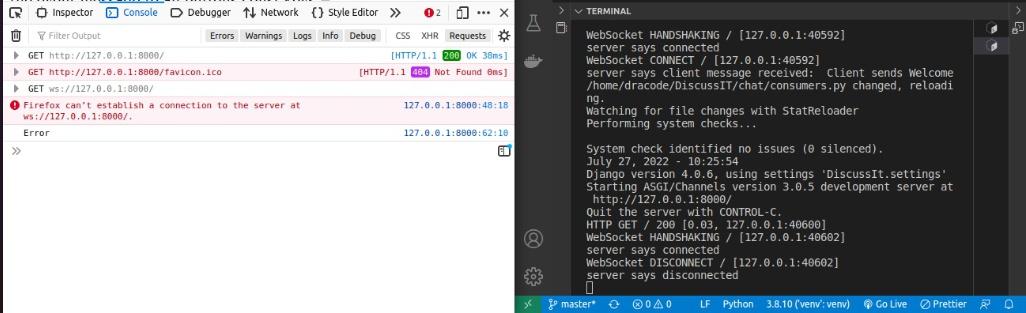 Inspector Console Debugger Network Style Editor 2
Filter Output Errors Warnings Logs Info Debug CSS XHR Requests
GET http://127.0.0.1:8000/ [HTTP/1.1 200 OK 38ms]
GET http://127.0.0.1:8000/favicon.ico [HTTP/1.1 404 Not Found 0ms]
GET ws://127.0.0.1:8000/
Firefox can't establish a connection to the server at 127.0.0.1:8000:48:18
ws://127.0.0.1:8000/.
Error 127.0.0.1:8000:62:10
TERMINAL
WebSocket HANDSHAKING / [127.0.0.1:40592]
server says connected
WebSocket CONNECT / [127.0.0.1:40592]
server says client message received:  Client sends Welcome
/home/dracode/DiscussIT/chat/consumers.py changed, reloadi
ng.
Watching for file changes with StatReloader
Performing system checks...
System check identified no issues (0 silenced).
July 27, 2022 - 10:25:54
Django version 4.0.6, using settings 'DiscussIt.settings'
Starting ASGI/Channels version 3.0.5 development server at
http://127.0.0.1:8000/
Quit the server with CONTROL-C.
HTTP GET / 200 [0.03, 127.0.0.1:40600]
WebSocket HANDSHAKING / [127.0.0.1:40602]
server says connected
WebSocket DISCONNECT / [127.0.0.1:40602]
server says disconnected
master* 0 0 LF Python 3.8.10 ('venv': venv) Go Live Prettier